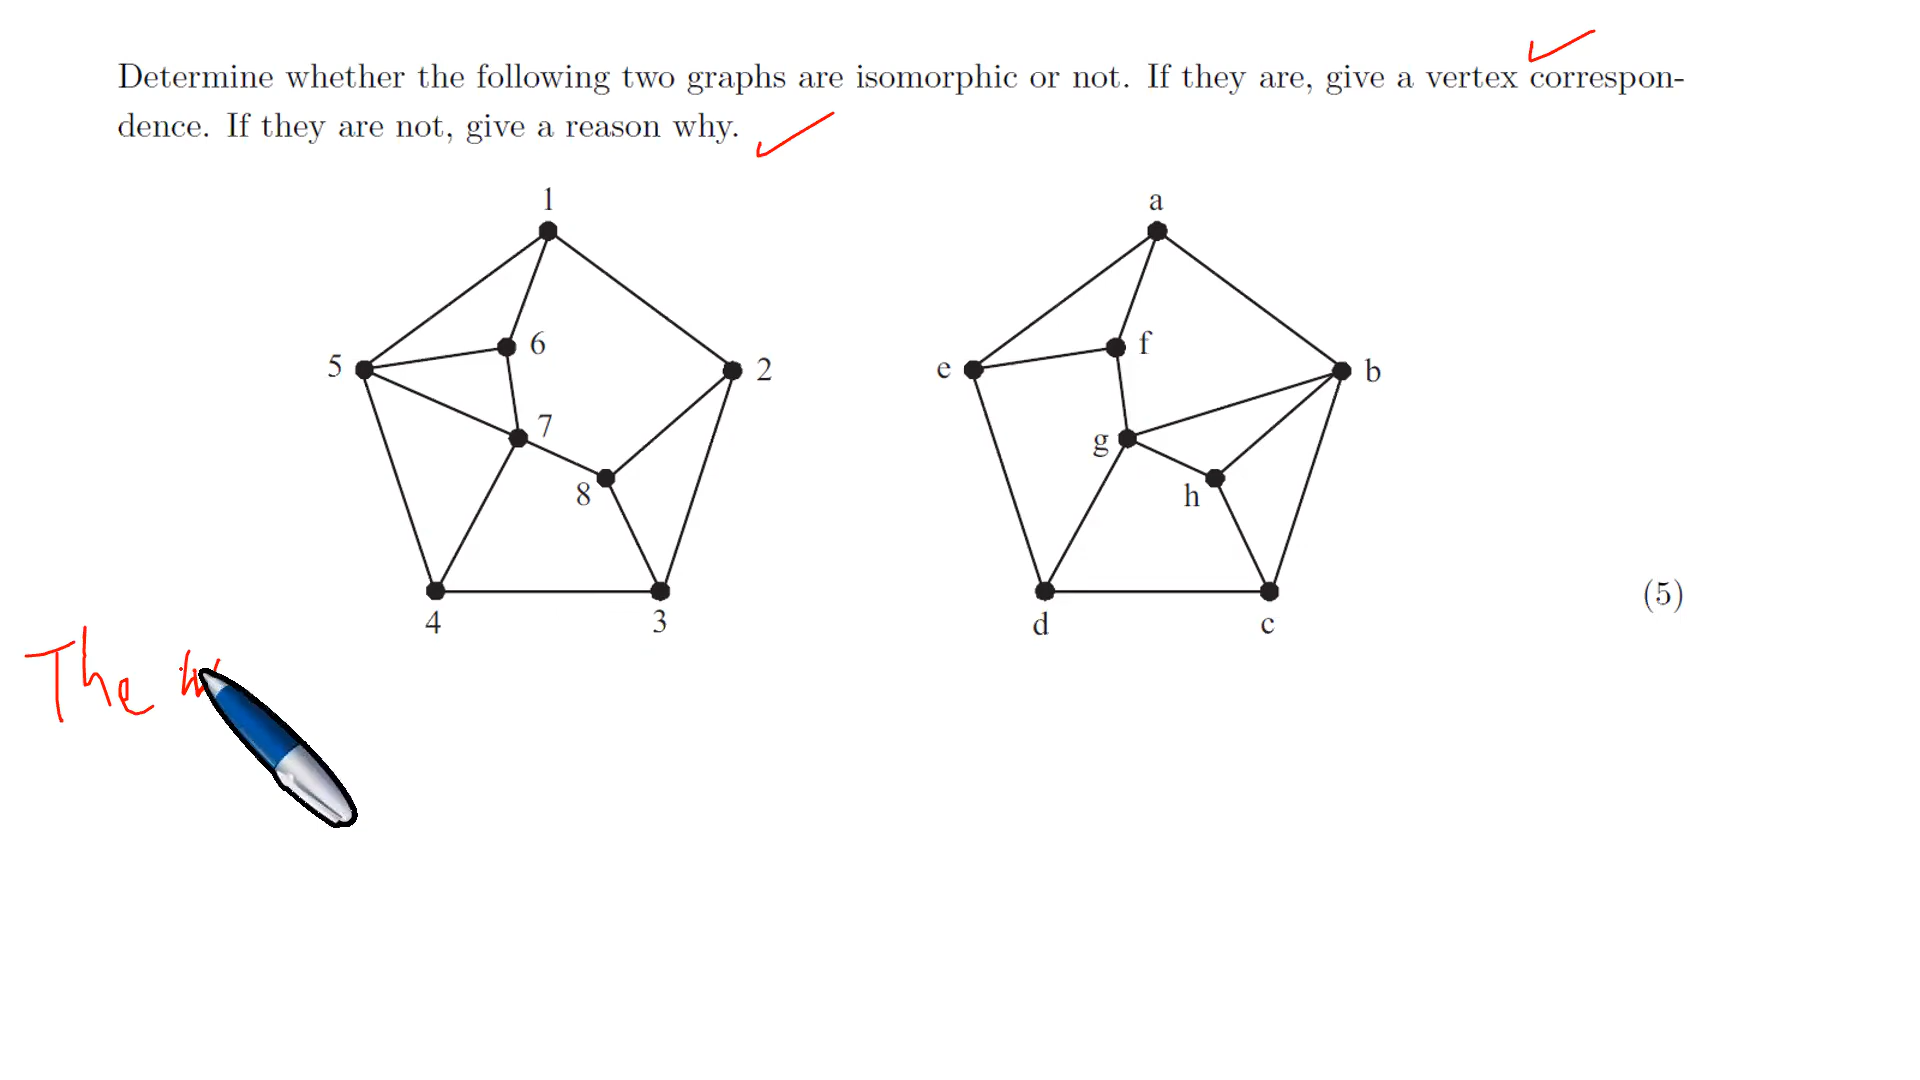 Determine whether the following two graphs are isomorphic or not. If they are, give a vertex correspon-
dence. If they are not, give a reason why.
1
a
6
f
5
2
e
b
7
g
8
h
(5)
4
3
d
c
The